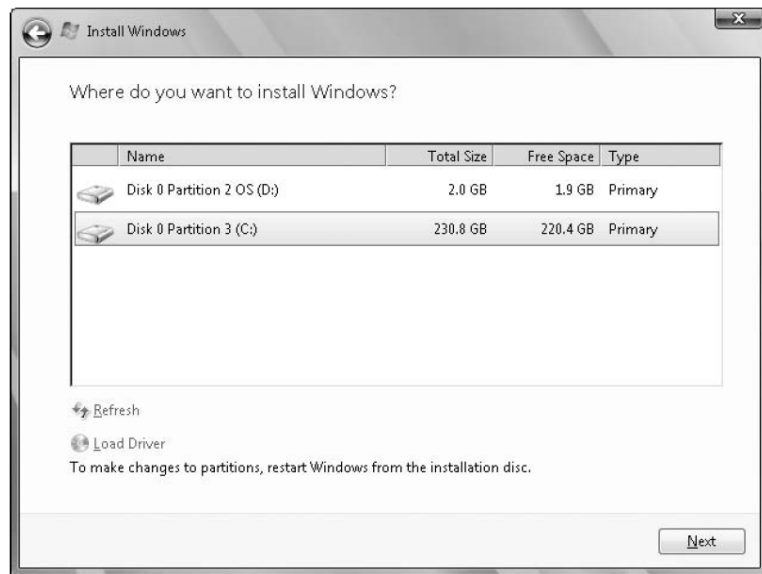 Install Windows
Where do you want to install Windows?
Name Total Size Free Space Type
Disk 0 Partition 2 OS (D:) 2.0 GB 1.9 GB Primary
Disk 0 Partition 3 (C:) 230.8 GB 220.4 GB Primary
Refresh
Load Driver
To make changes to partitions, restart Windows from the installation disc.
Next